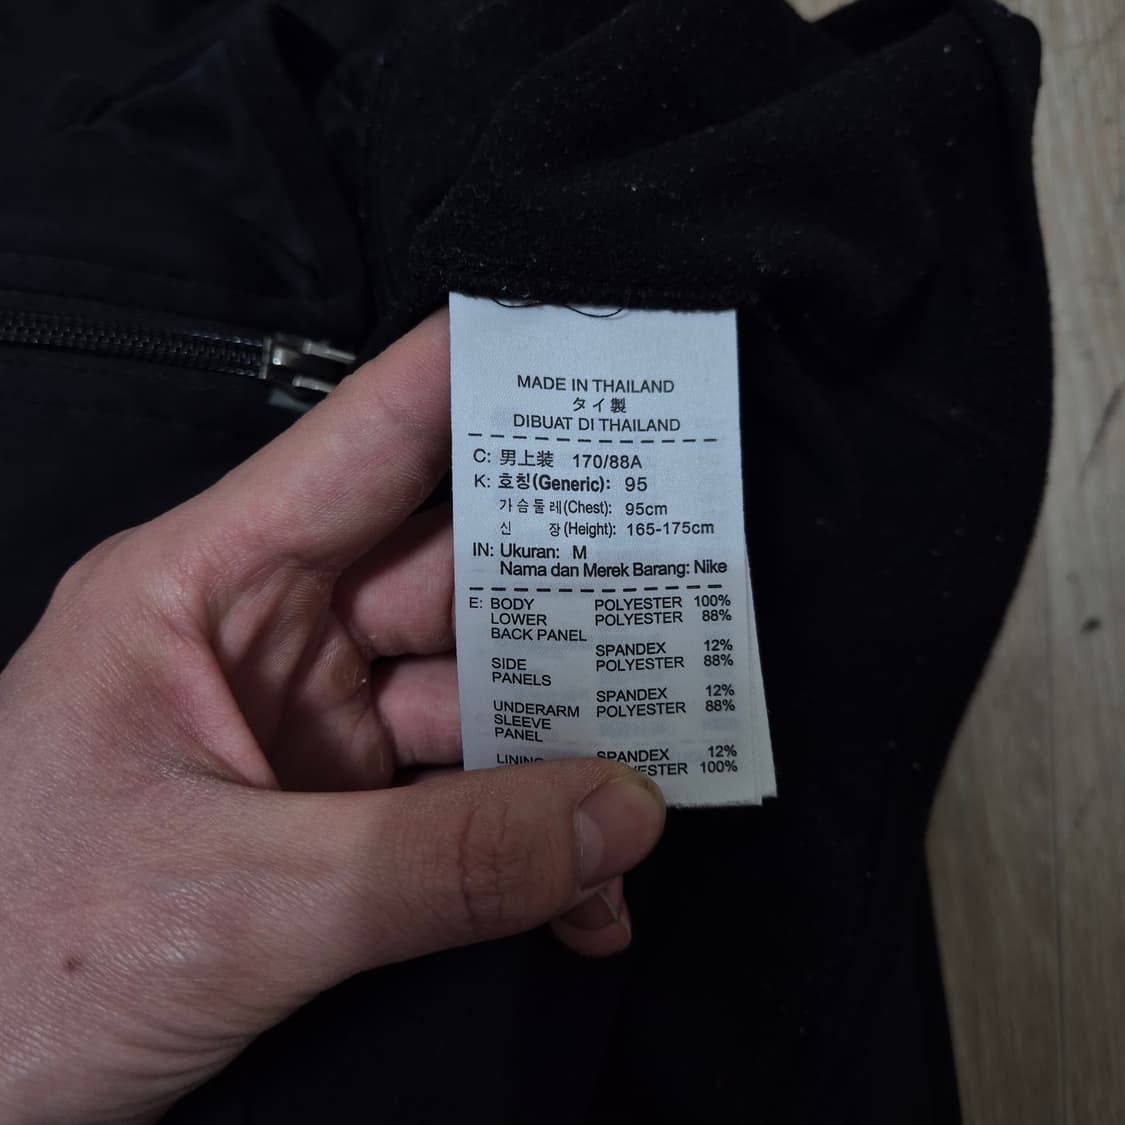 MADE IN THAILAND
タイ製
DIBUAT DI THAILAND
C: 男上装 170/88A
K: 호칭(Generic): 95
가슴둘레(Chest): 95cm
신 장(Height): 165-175cm
IN: Ukuran: M
Nama dan Merek Barang: Nike
E: BODY POLYESTER 100%
LOWER POLYESTER 88%
BACK PANEL
SPANDEX 12%
SIDE POLYESTER 88%
PANELS
SPANDEX 12%
UNDERARM POLYESTER 88%
SLEEVE
PANEL
SPANDEX 12%
LINING 100%